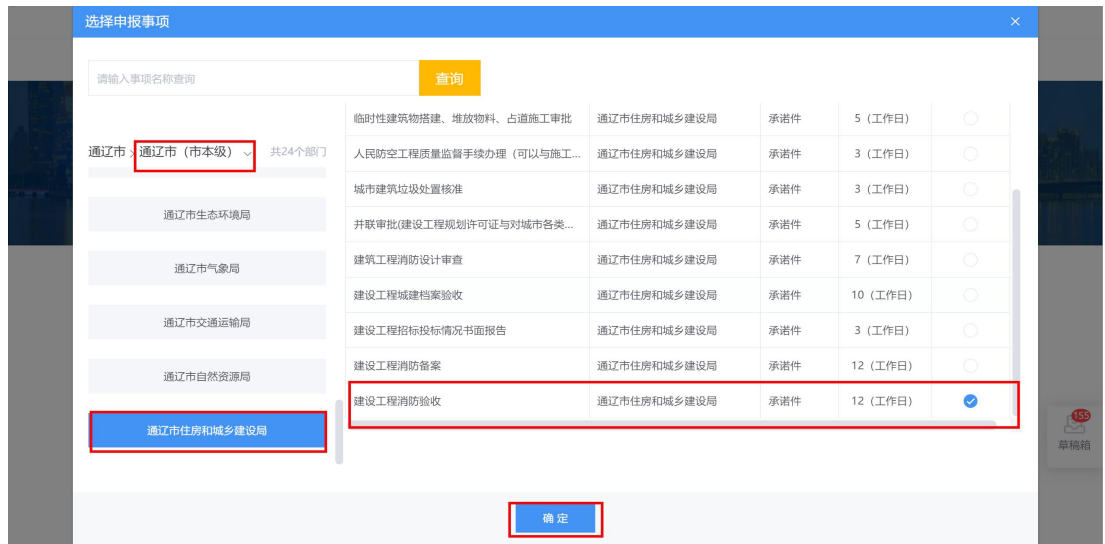 选择申报事项
请输入事项名称查询
查询
通辽市 通辽市（市本级） 共24个部门
通辽市生态环境局
通辽市气象局
通辽市交通运输局
通辽市自然资源局
通辽市住房和城乡建设局
临时性建筑物搭建、堆放物料、占道施工审批 通辽市住房和城乡建设局 承诺件 5（工作日）
人民防空工程质量监督手续办理（可以与施工... 通辽市住房和城乡建设局 承诺件 3（工作日）
城市建筑垃圾处置核准 通辽市住房和城乡建设局 承诺件 3（工作日）
并联审批(建设工程规划许可证与对城市各类... 通辽市住房和城乡建设局 承诺件 5（工作日）
建筑工程消防设计审查 通辽市住房和城乡建设局 承诺件 7（工作日）
建设工程城建档案验收 通辽市住房和城乡建设局 承诺件 10（工作日）
建设工程招标投标情况书面报告 通辽市住房和城乡建设局 承诺件 3（工作日）
建设工程消防备案 通辽市住房和城乡建设局 承诺件 12（工作日）
建设工程消防验收 通辽市住房和城乡建设局 承诺件 12（工作日）
155
草稿箱
确定